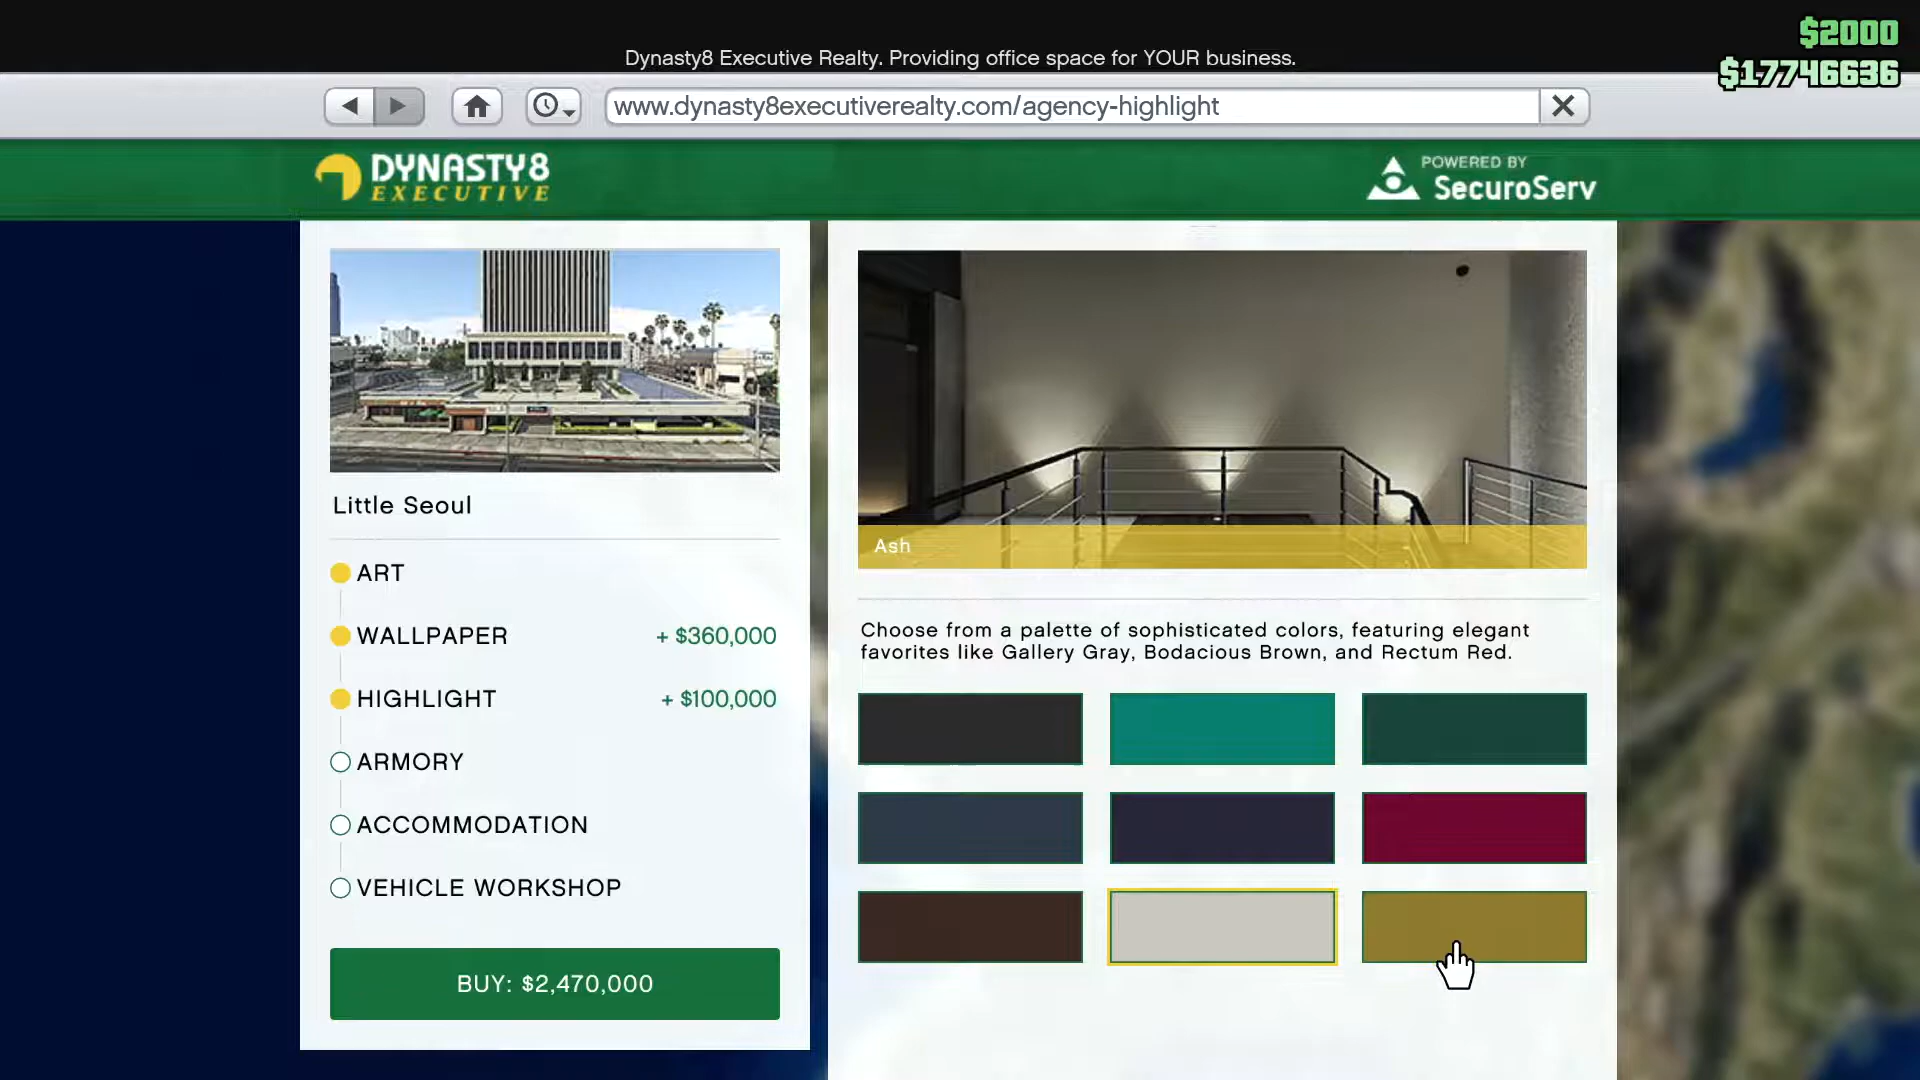 $2000
Dynasty8 Executive Realty. Providing office space for YOUR business.
$17746636
www.dynasty8executiverealty.com/agency-highlight
DYNASTY8
EXECUTIVE
POWERED BY
SecuroServ
Little Seoul
ART
WALLPAPER + $360,000
HIGHLIGHT + $100,000
ARMORY
ACCOMMODATION
VEHICLE WORKSHOP
BUY: $2,470,000
Ash
Choose from a palette of sophisticated colors, featuring elegant
favorites like Gallery Gray, Bodacious Brown, and Rectum Red.